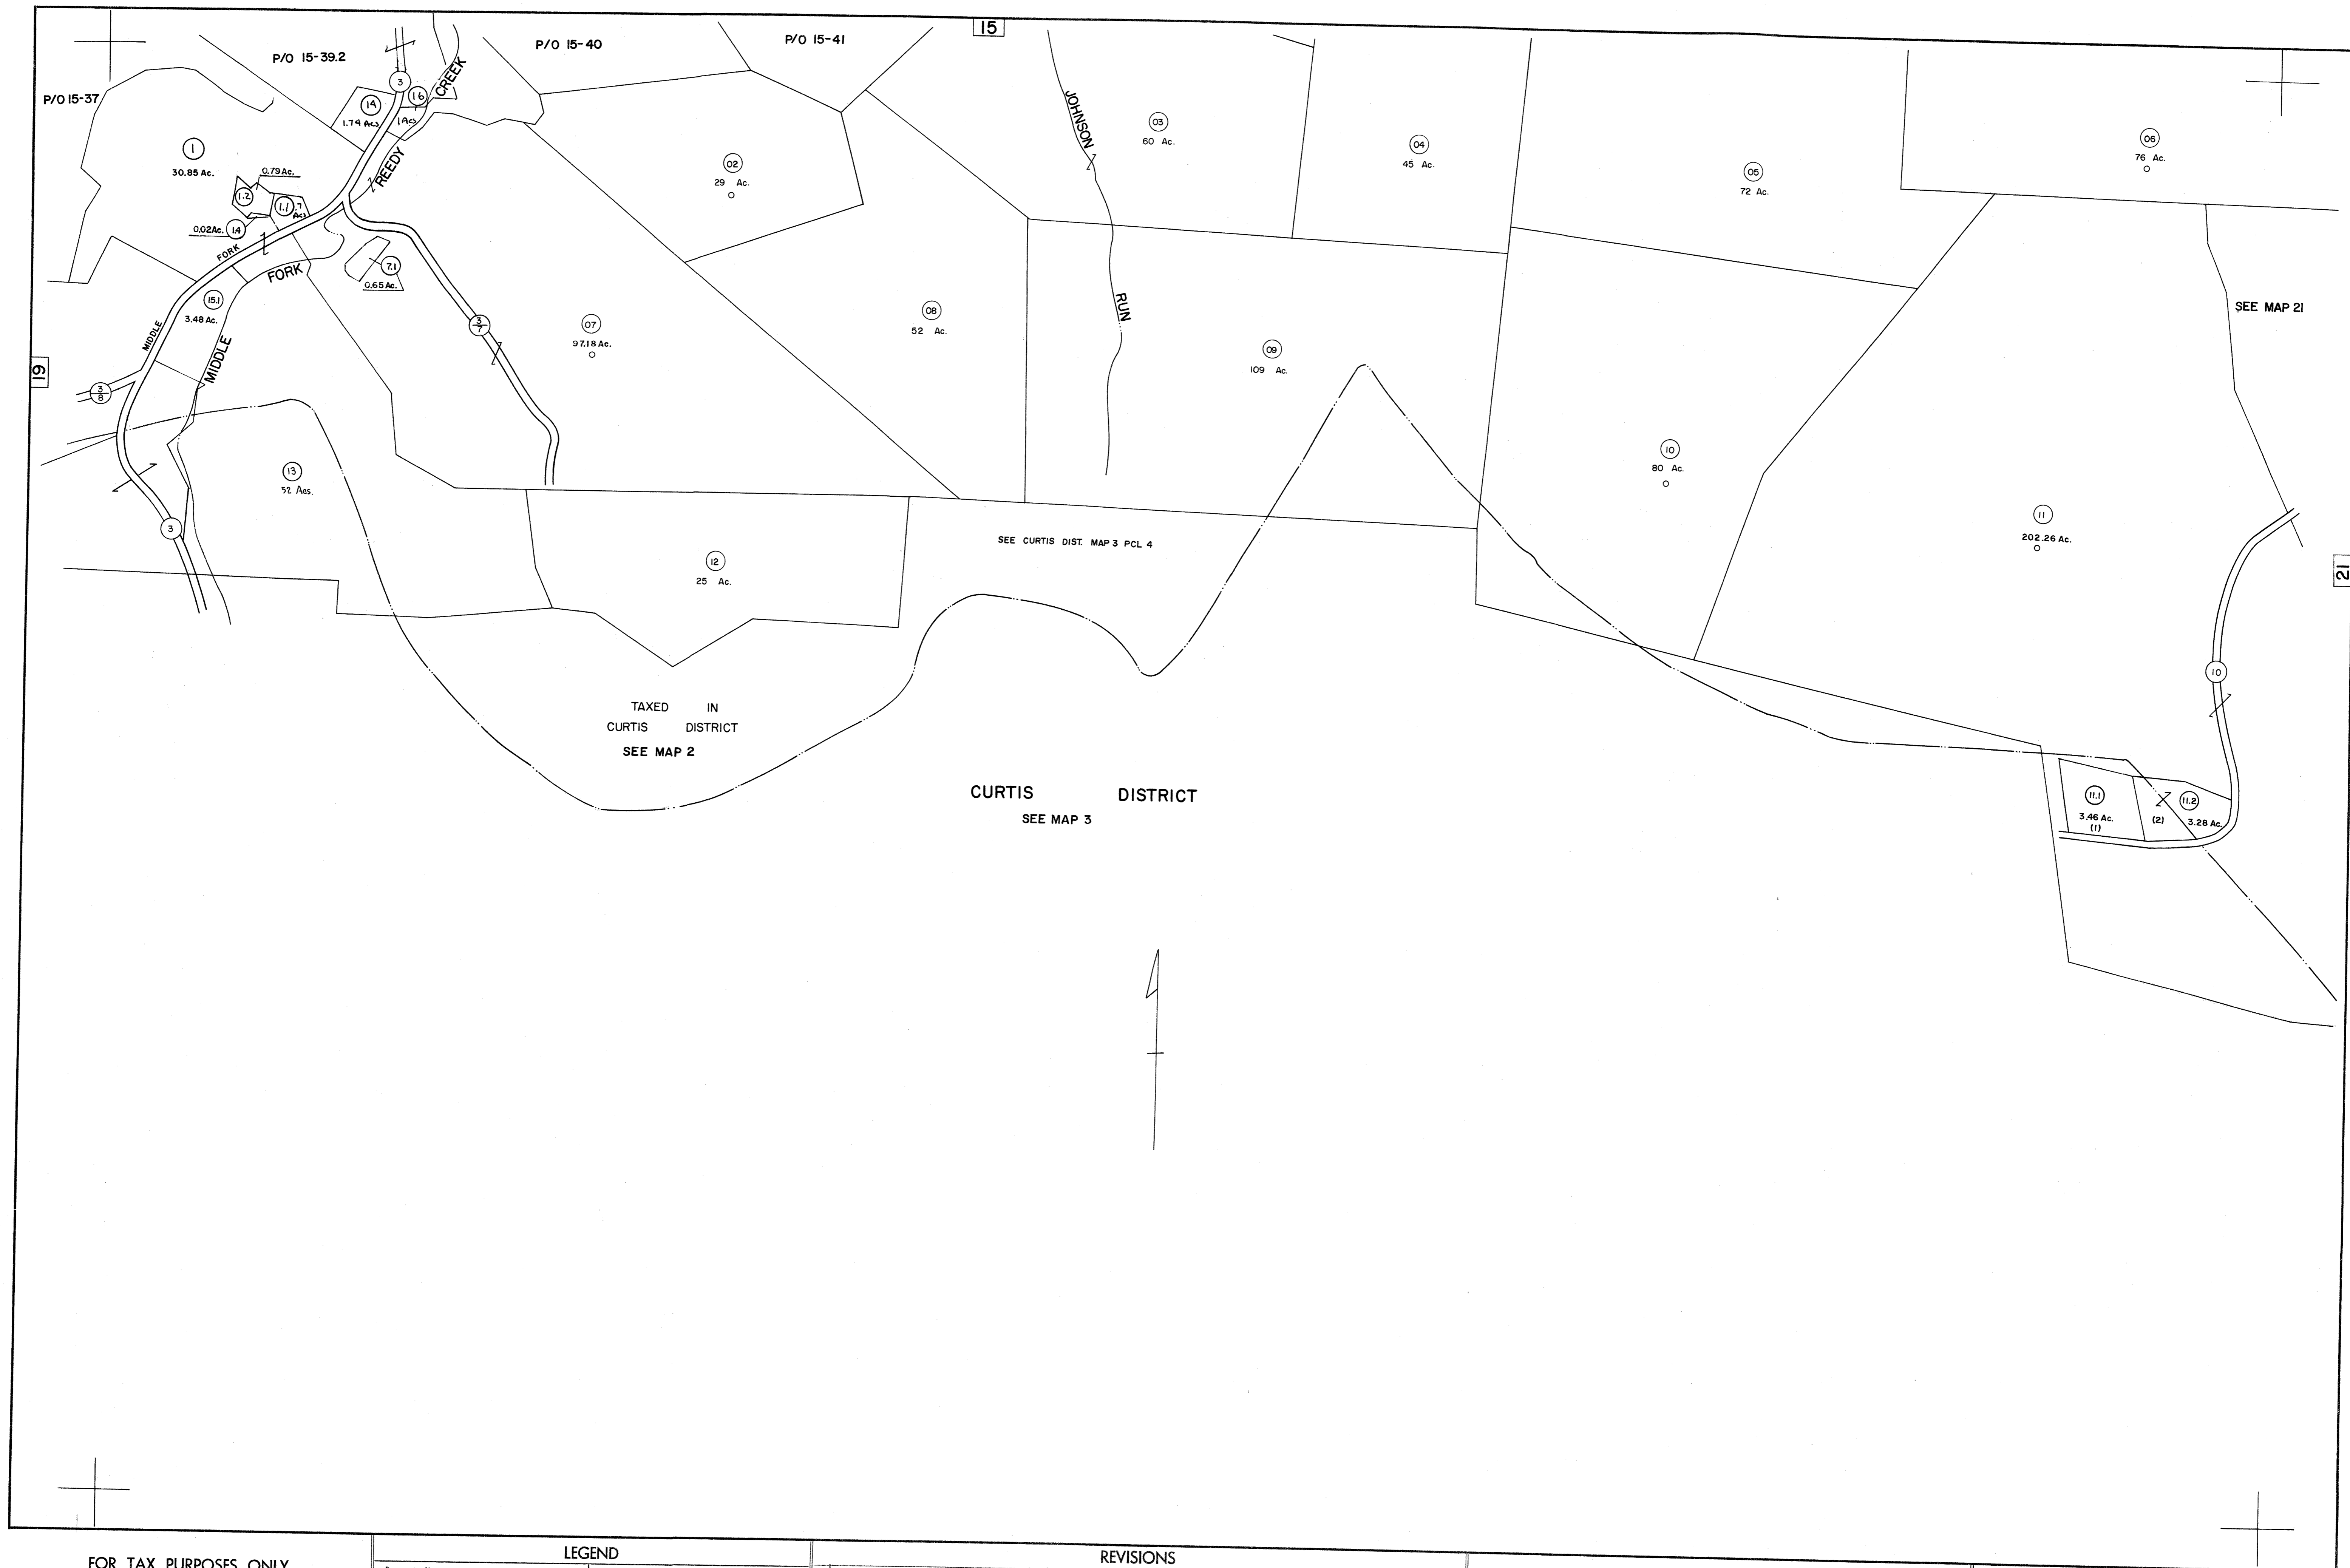 15
P/O 15-37
P/O 15-39.2
P/O 15-40
P/O 15-41
3
CREEK
14
1.74 Acs
16
1 Acs
REEDY
1
30.85 Ac.
0.79 Ac.
1.2
1.1
.7 Ac.
0.02 Ac.
1.4
FORK
FORK
7.1
0.65 Ac.
15.1
3.48 Ac.
MIDDLE
MIDDLE
19
3/8
3/7
02
29 Ac.
JOHNSON
RUN
03
60 Ac.
04
45 Ac.
05
72 Ac.
06
76 Ac.
SEE MAP 21
07
97.18 Ac.
08
52 Ac.
09
109 Ac.
10
80 Ac.
11
202.26 Ac.
13
52 Acs.
3
12
25 Ac.
SEE CURTIS DIST. MAP 3 PCL 4
21
10
TAXED IN
CURTIS DISTRICT
SEE MAP 2
CURTIS DISTRICT
SEE MAP 3
11.1
3.46 Ac.
(1)
11.2
(2) 3.28 Ac.
FOR TAX PURPOSES ONLY
LEGEND
REVISIONS